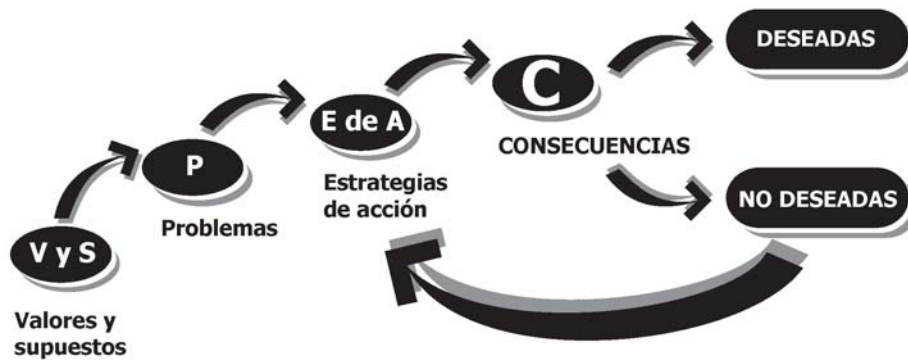 V y S
Valores y
supuestos
P
Problemas
E de A
Estrategias
de acción
C
CONSECUENCIAS
DESEADAS
NO DESEADAS